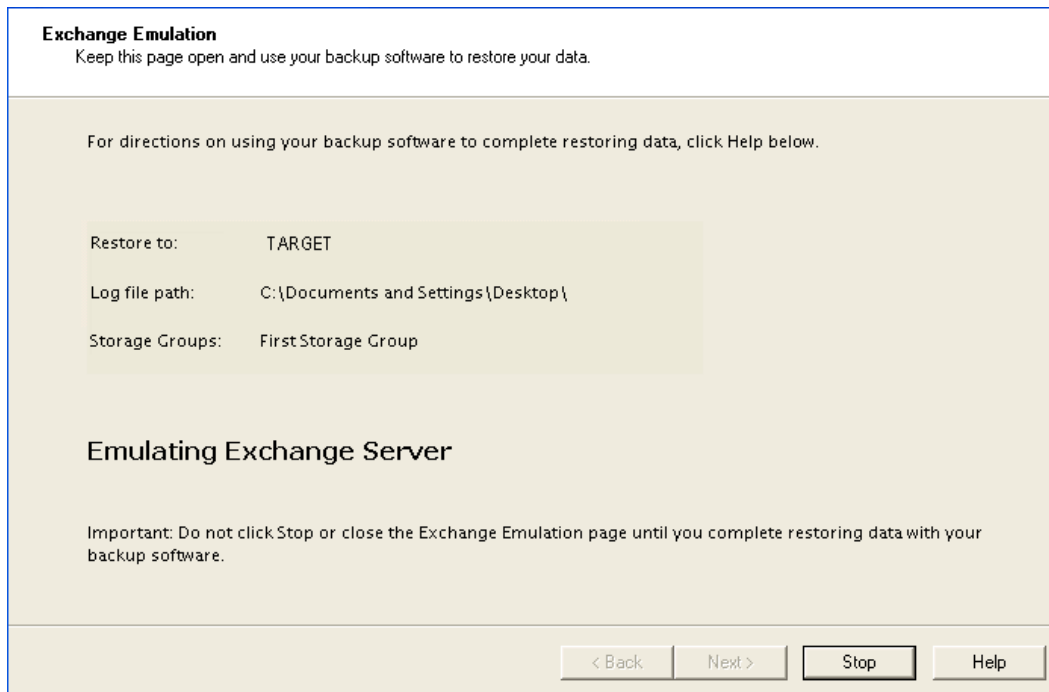 Exchange Emulation
Keep this page open and use your backup software to restore your data.
For directions on using your backup software to complete restoring data, click Help below.
Restore to: TARGET
Log file path: C:\Documents and Settings\Desktop\
Storage Groups: First Storage Group
Emulating Exchange Server
Important: Do not click Stop or close the Exchange Emulation page until you complete restoring data with your
backup software.
< Back Next > Stop Help